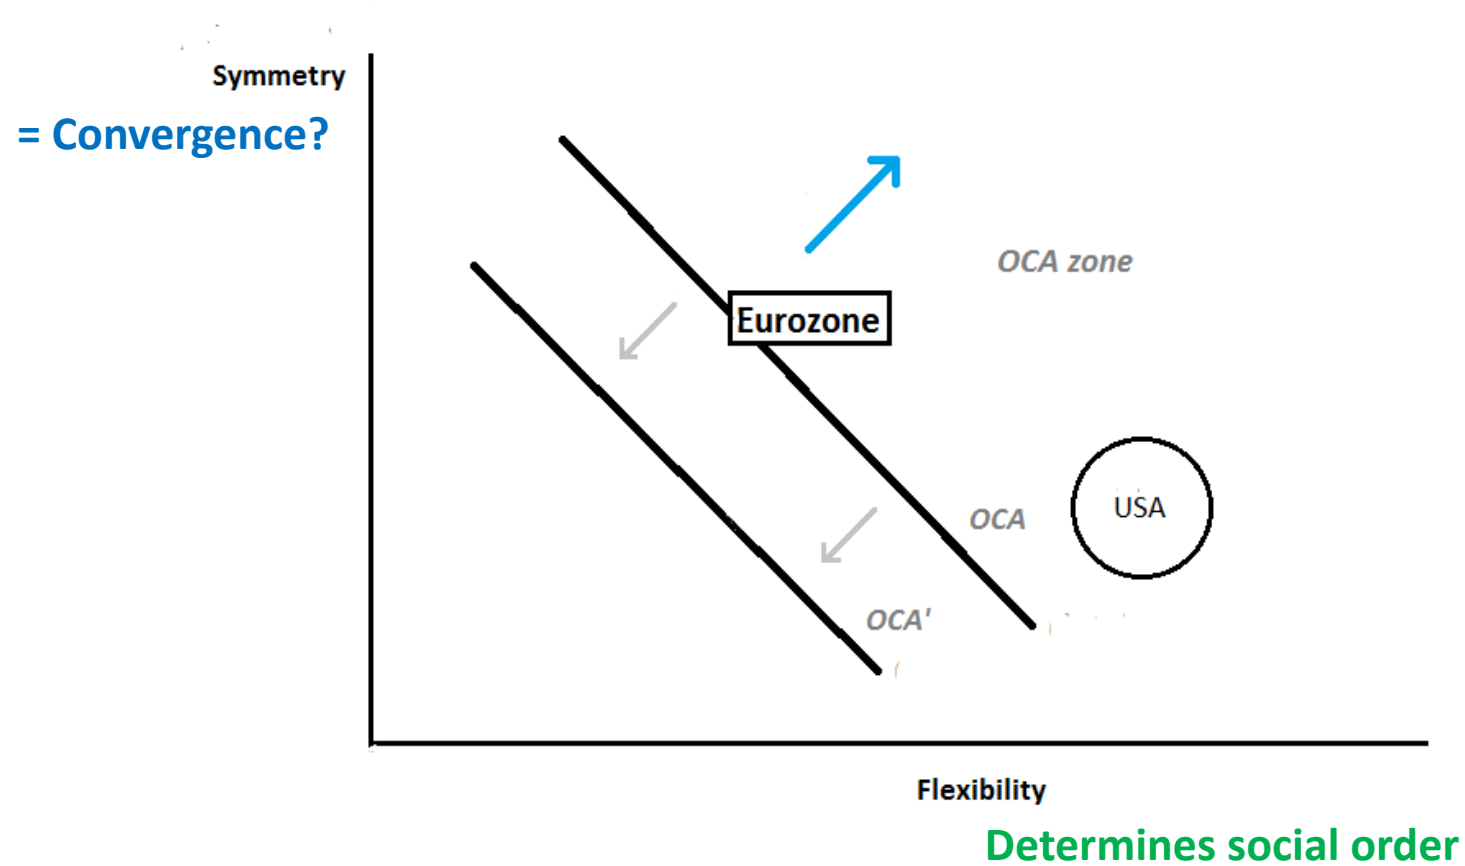 Symmetry
= Convergence?
OCA zone
Eurozone
USA
OCA
OCA'
Flexibility
Determines social order